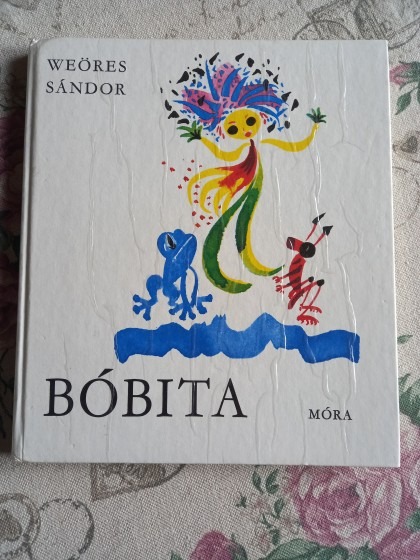 WEÖRES
SÁNDOR
BÓBITA
MÓRA